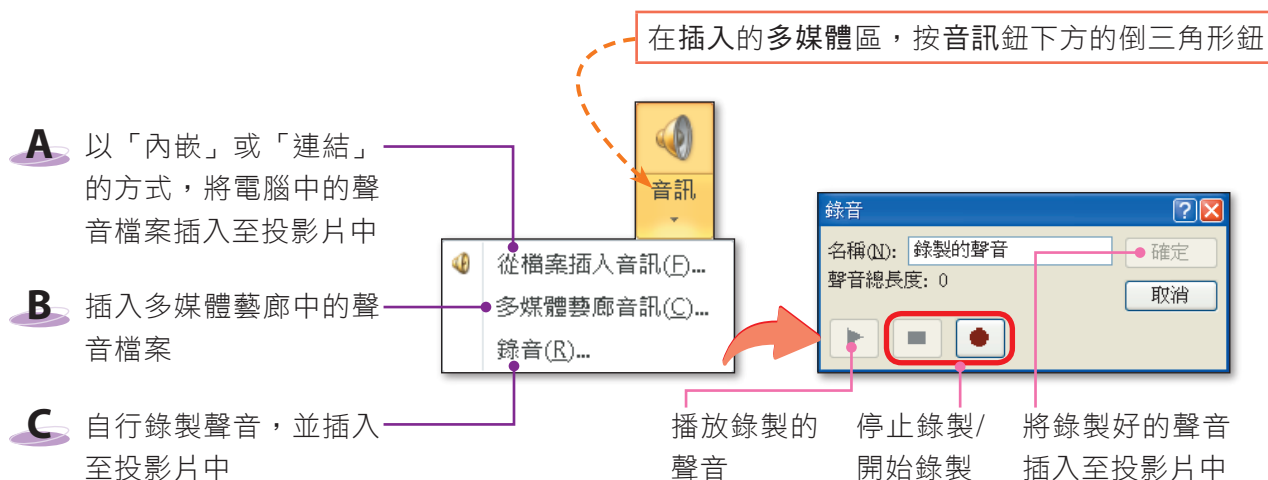 在插入的多媒體區,按音訊鈕下方的倒三角形鈕
A 以「內嵌」或「連結」
的方式,將電腦中的聲
音檔案插入至投影片中
B 插入多媒體藝廊中的聲
音檔案
C 自行錄製聲音,並插入
至投影片中
音訊
從檔案插入音訊(F)...
多媒體藝廊音訊(C)...
錄音(R)...
錄音
名稱(N): 錄製的聲音
聲音總長度: 0
確定
取消
播放錄製的
聲音
停止錄製/
開始錄製
將錄製好的聲音
插入至投影片中